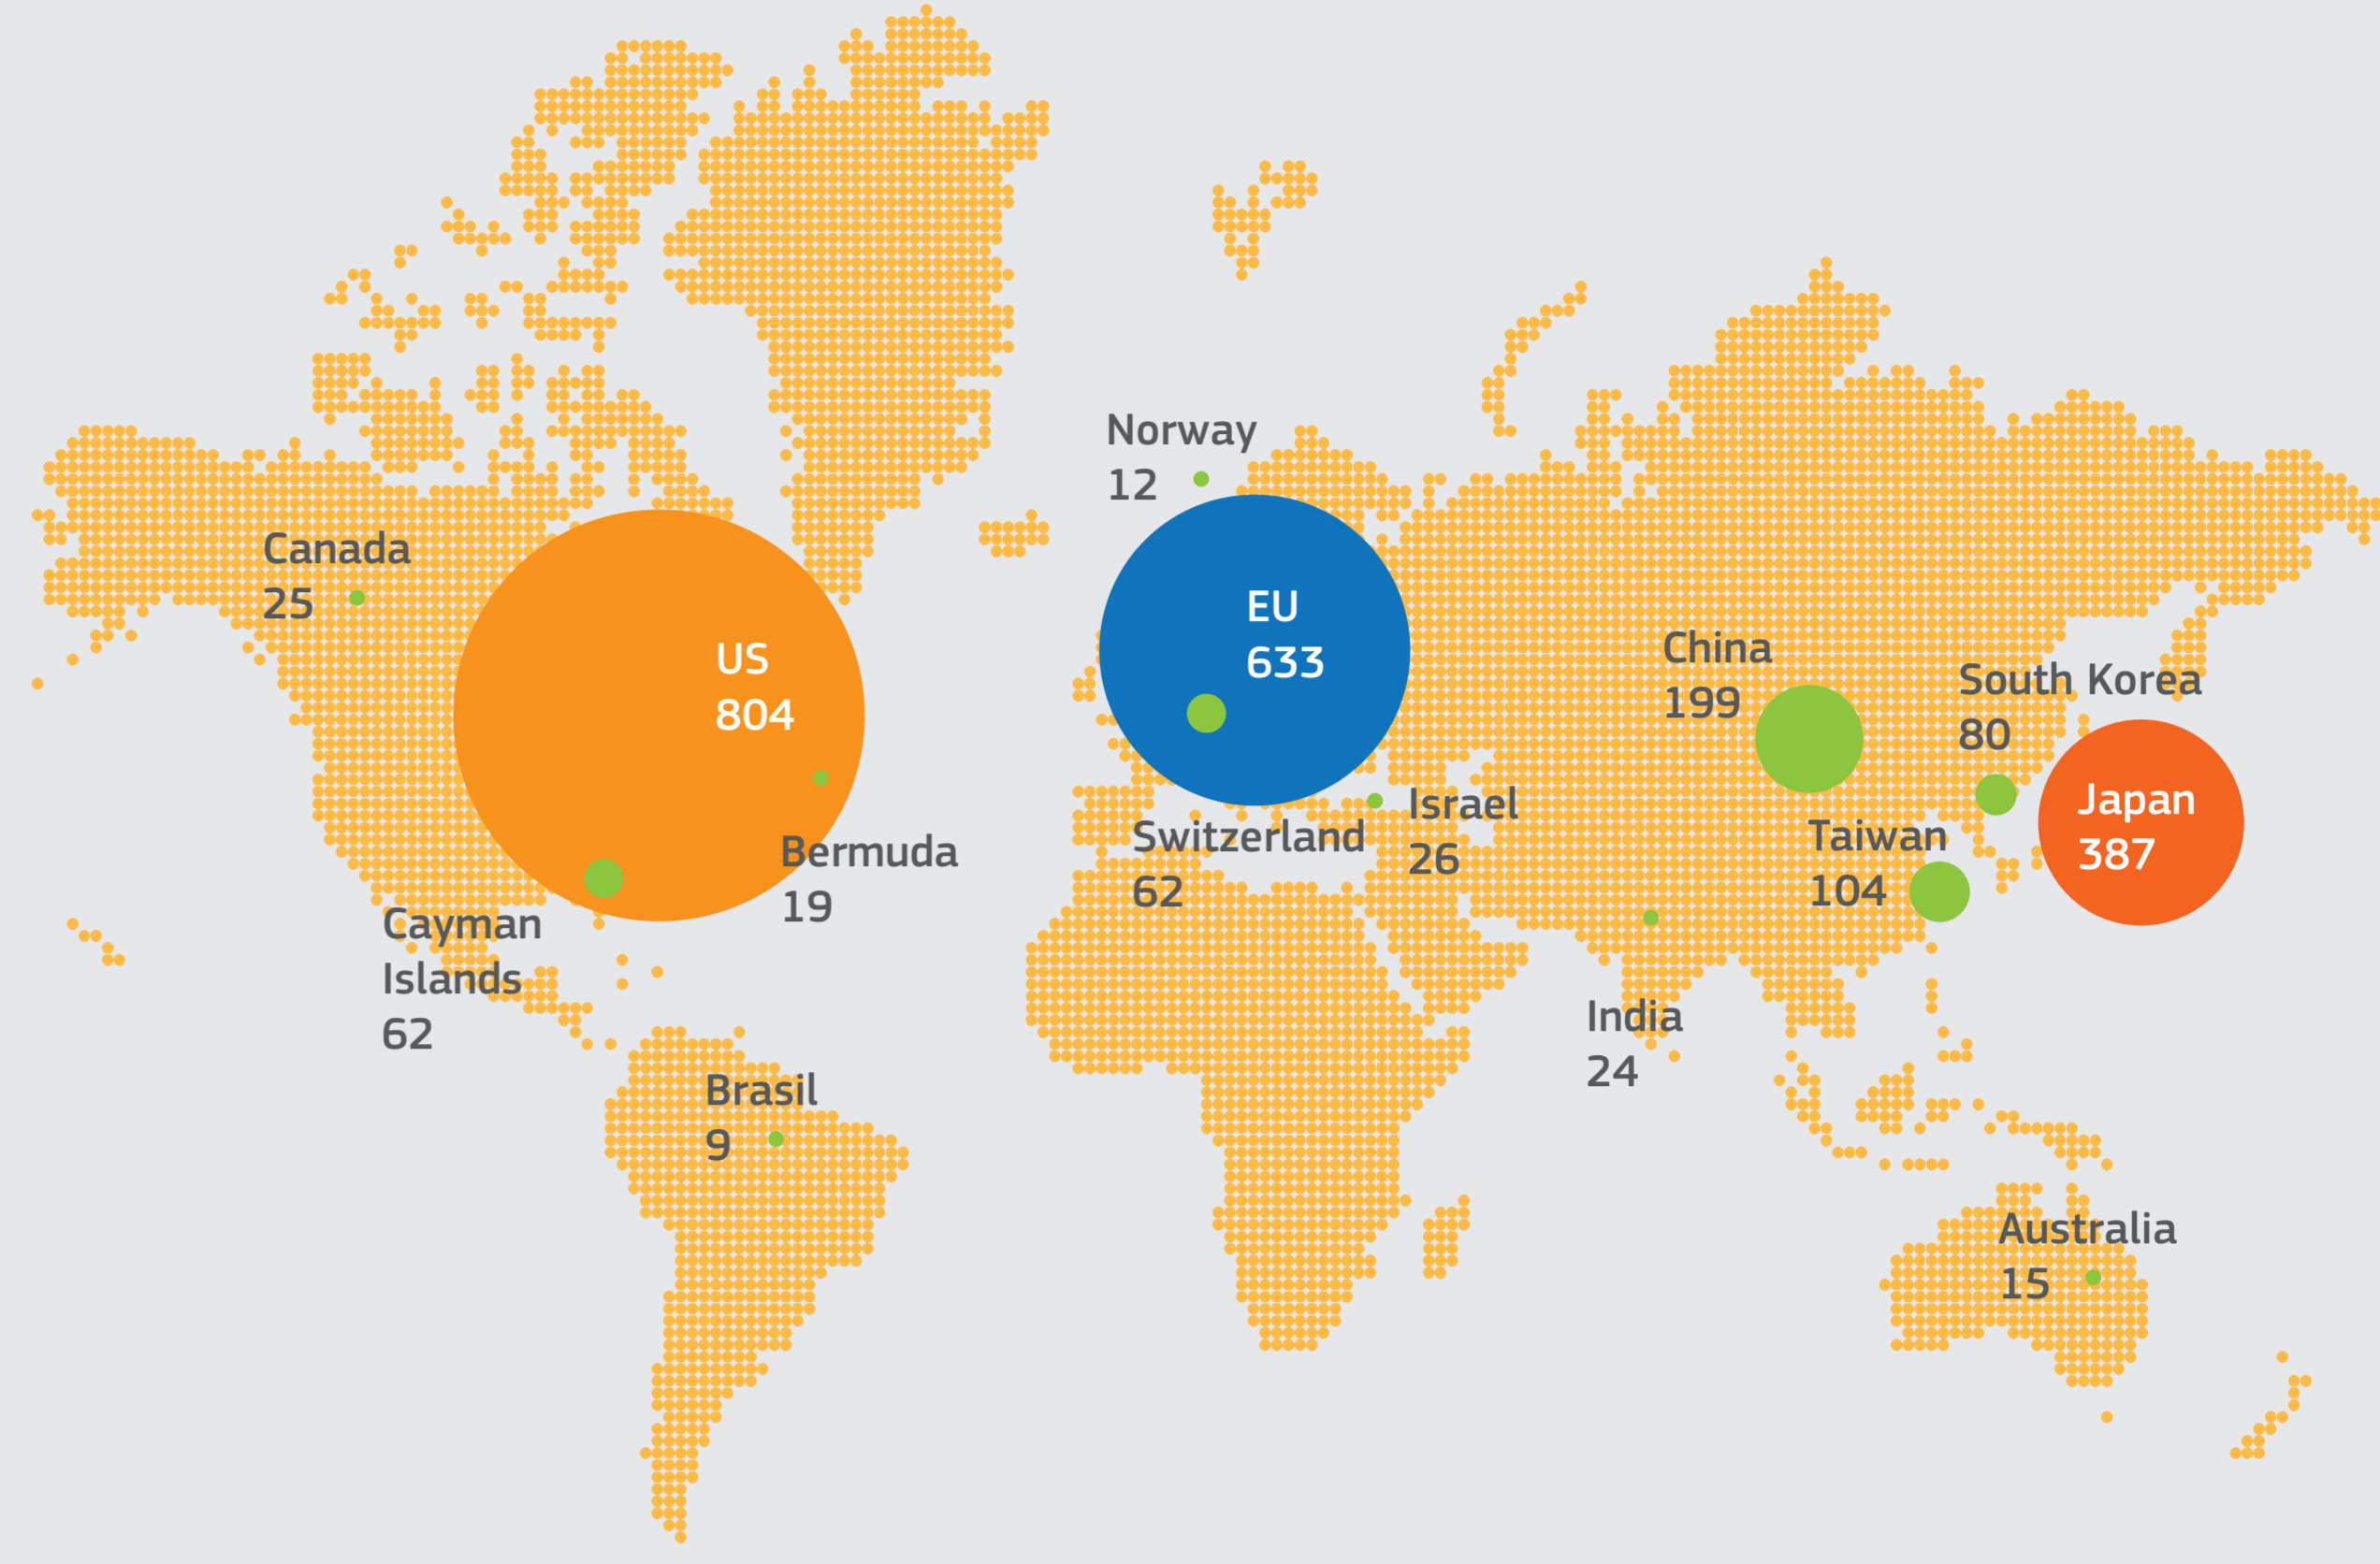 Norway
12
Canada
25
EU
633
US
804
China
199
South Korea
80
Japan
387
Israel
26
Switzerland
62
Taiwan
104
Bermuda
19
Cayman
Islands
62
India
24
Brasil
9
Australia
15